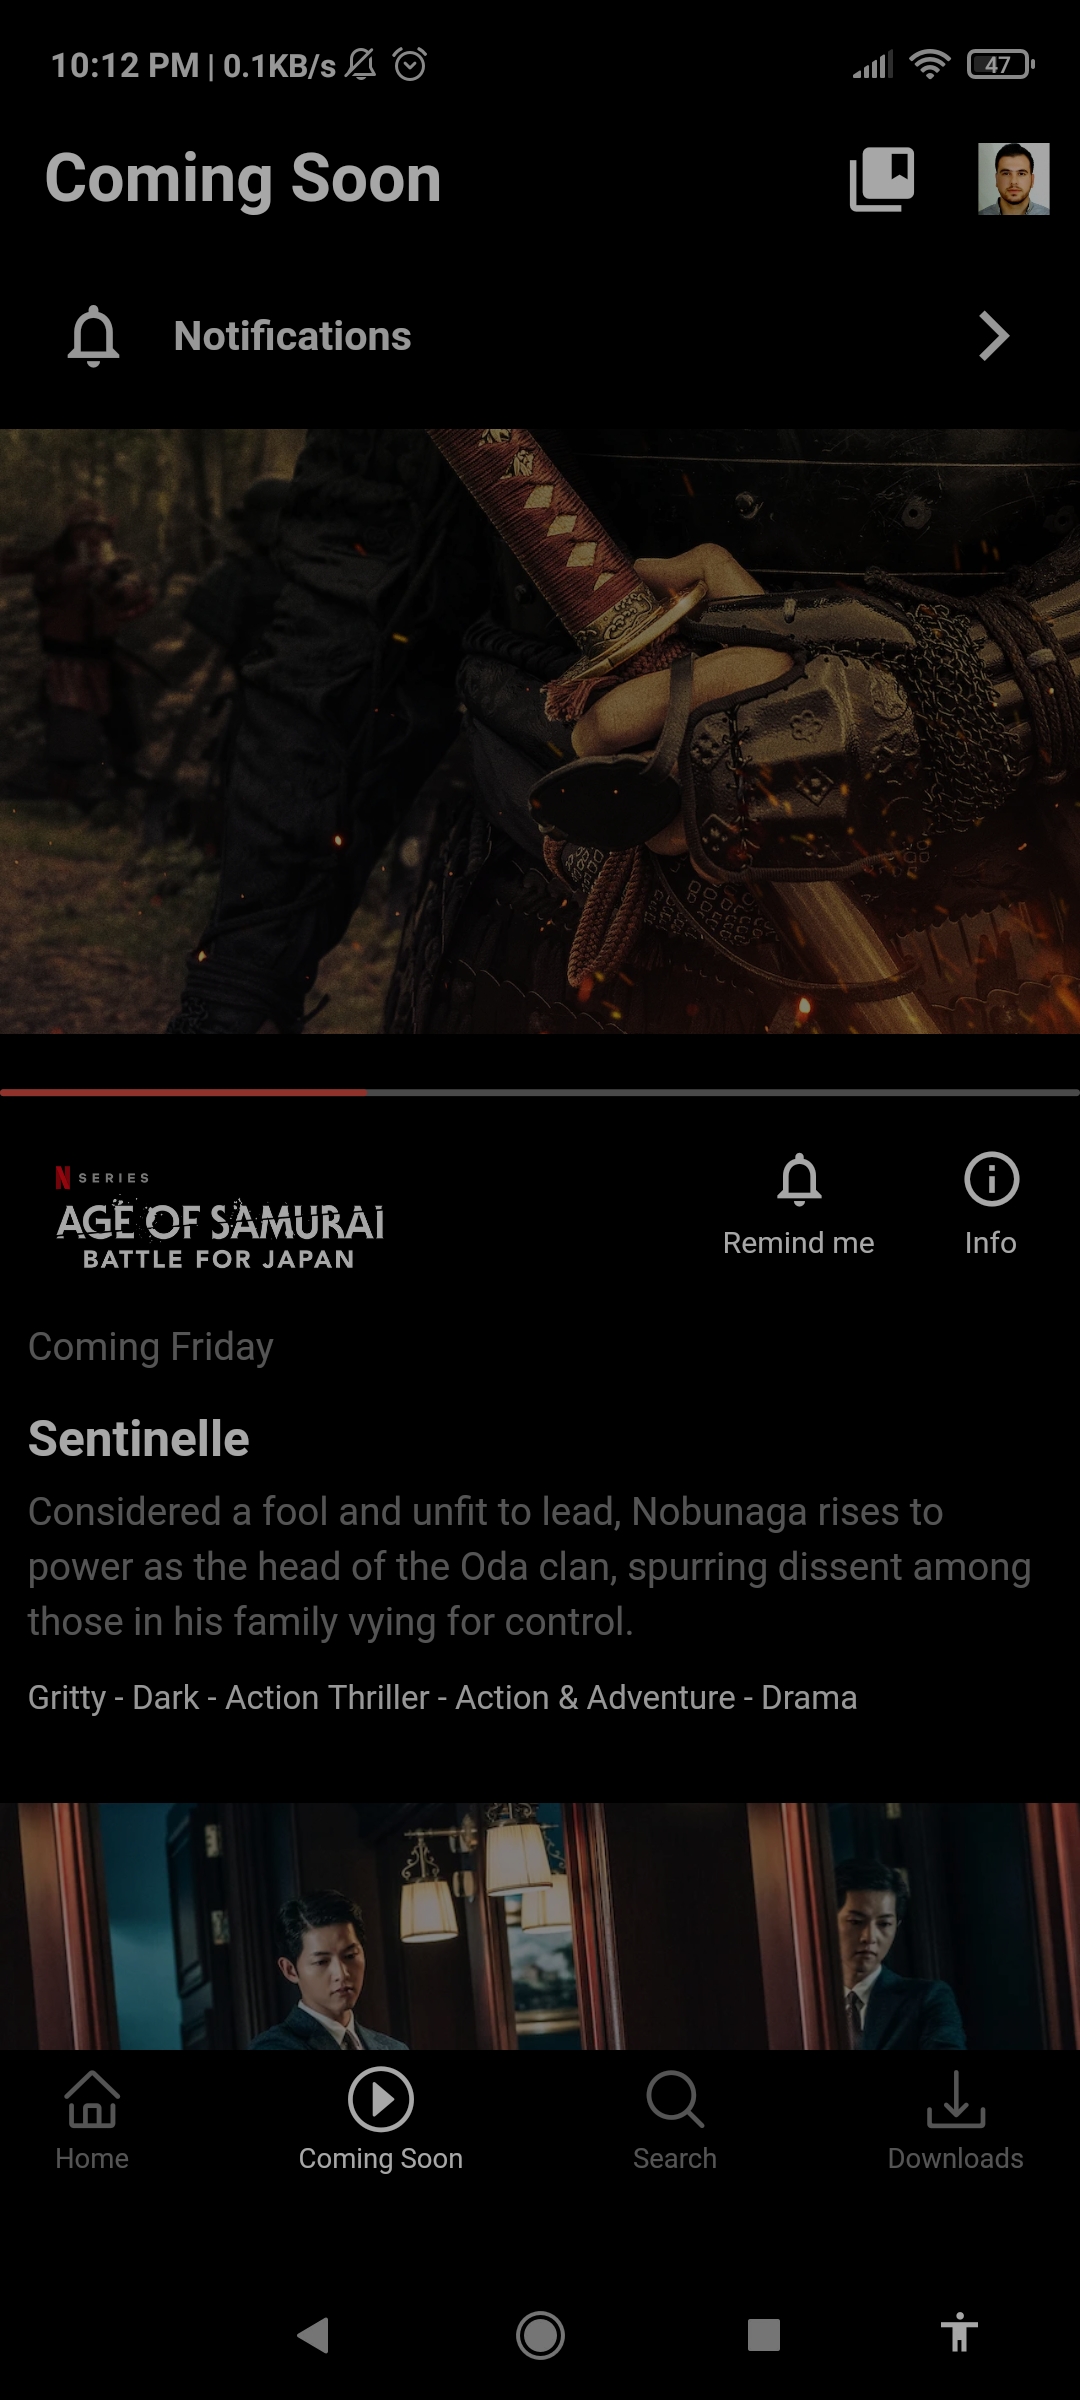 10:12 PM | 0.1KB/s
47
Coming Soon
Notifications
N SERIES
AGE OF SAMURAI
BATTLE FOR JAPAN
Remind me
Info
Coming Friday
Sentinelle
Considered a fool and unfit to lead, Nobunaga rises to
power as the head of the Oda clan, spurring dissent among
those in his family vying for control.
Gritty - Dark - Action Thriller - Action & Adventure - Drama
Home
Coming Soon
Search
Downloads